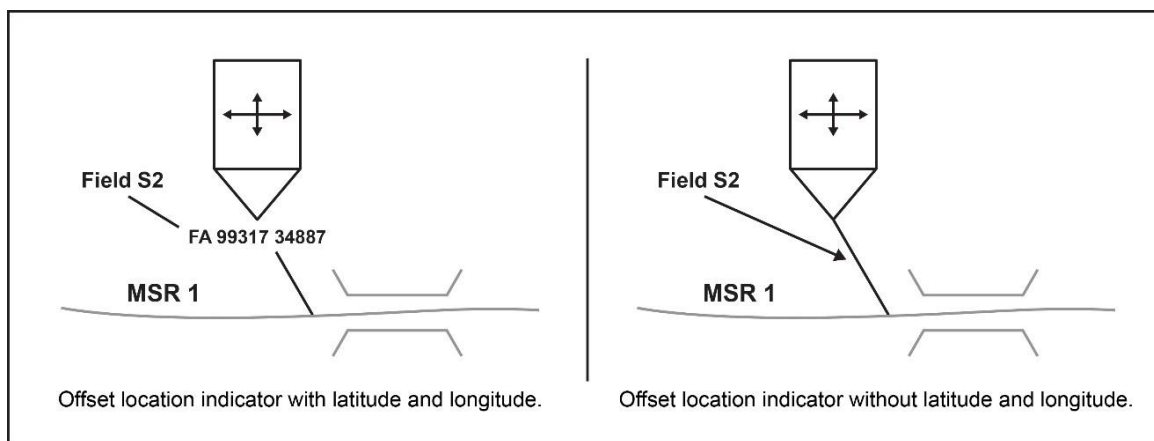 Field S2
FA 99317 34887
MSR 1
Offset location indicator with latitude and longitude.
Field S2
MSR 1
Offset location indicator without latitude and longitude.